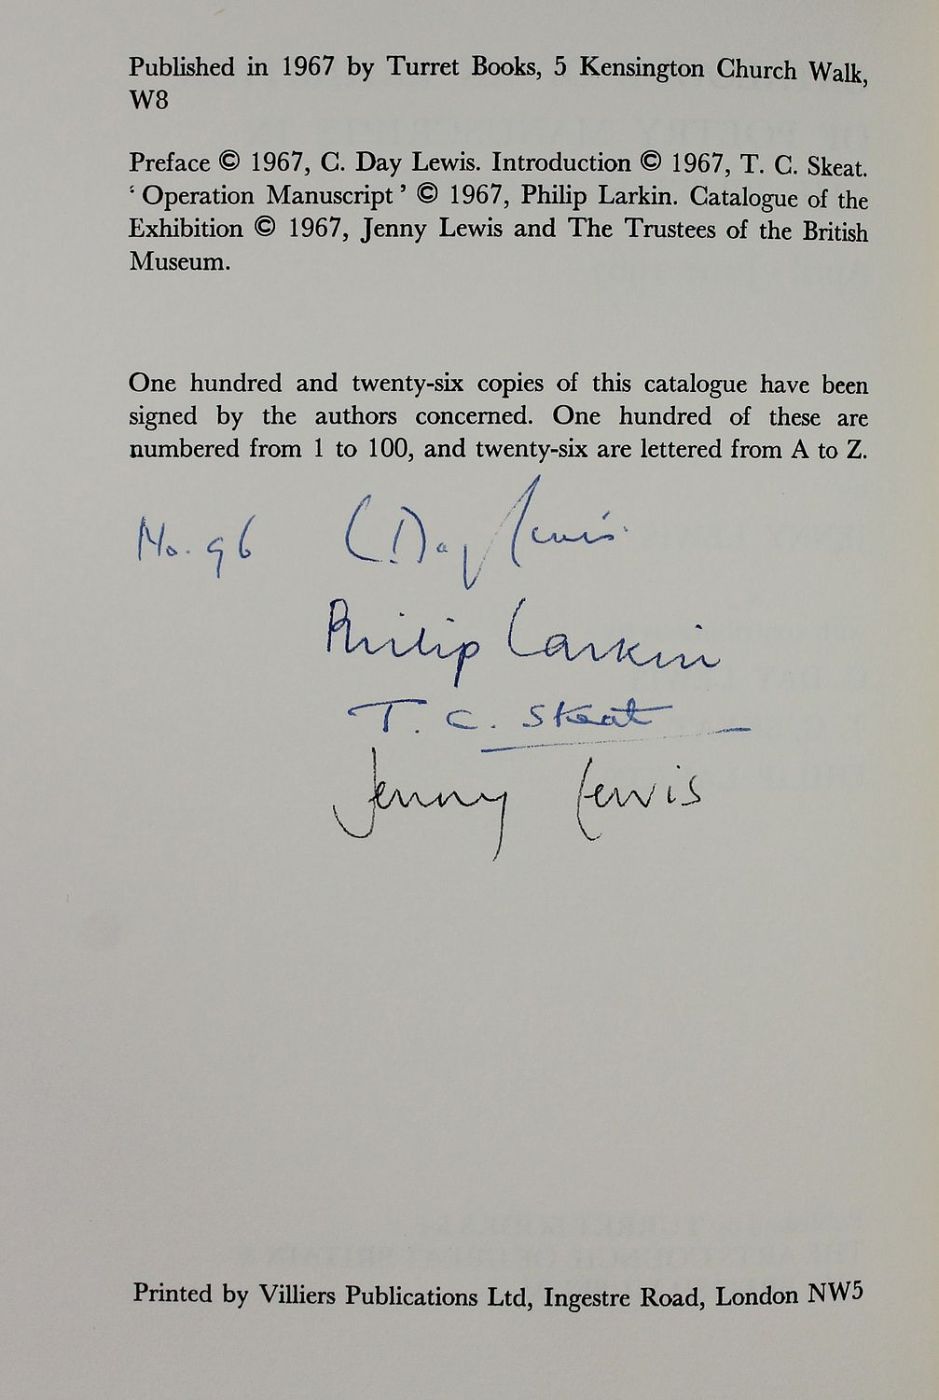 Published in 1967 by Turret Books, 5 Kensington Church Walk,
W8
Preface © 1967, C. Day Lewis. Introduction © 1967, T. C. Skeat.
‘ Operation Manuscript ’ © 1967, Philip Larkin. Catalogue of the
Exhibition © 1967, Jenny Lewis and The Trustees of the British
Museum.
One hundred and twenty-six copies of this catalogue have been
signed by the authors concerned. One hundred of these are
numbered from 1 to 100, and twenty-six are lettered from A to Z.
No. 96 C. Day Lewis
Philip Larkin
T. C. Skeat
Jenny Lewis
Printed by Villiers Publications Ltd, Ingestre Road, London NW5